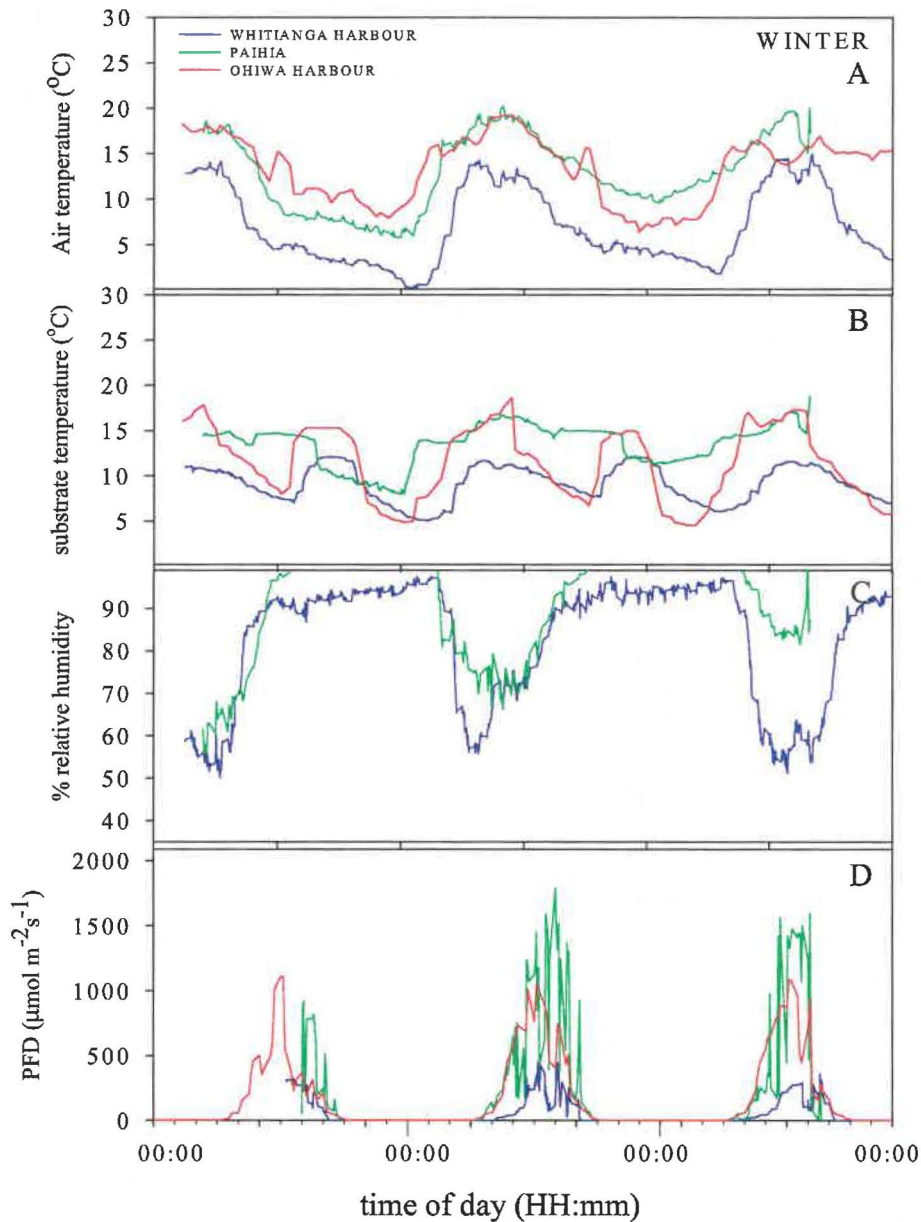 WHITIANGA HARBOUR
PAIHIA
OHIWA HARBOUR
WINTER
A
Air temperature (°C)
30
25
20
15
10
5
B
substrate temperature (°C)
30
25
20
15
10
5
C
% relative humidity
90
80
70
60
50
40
D
PFD (µmol m⁻²s⁻¹)
2000
1500
1000
500
0
00:00 00:00 00:00 00:00
time of day (HH:mm)